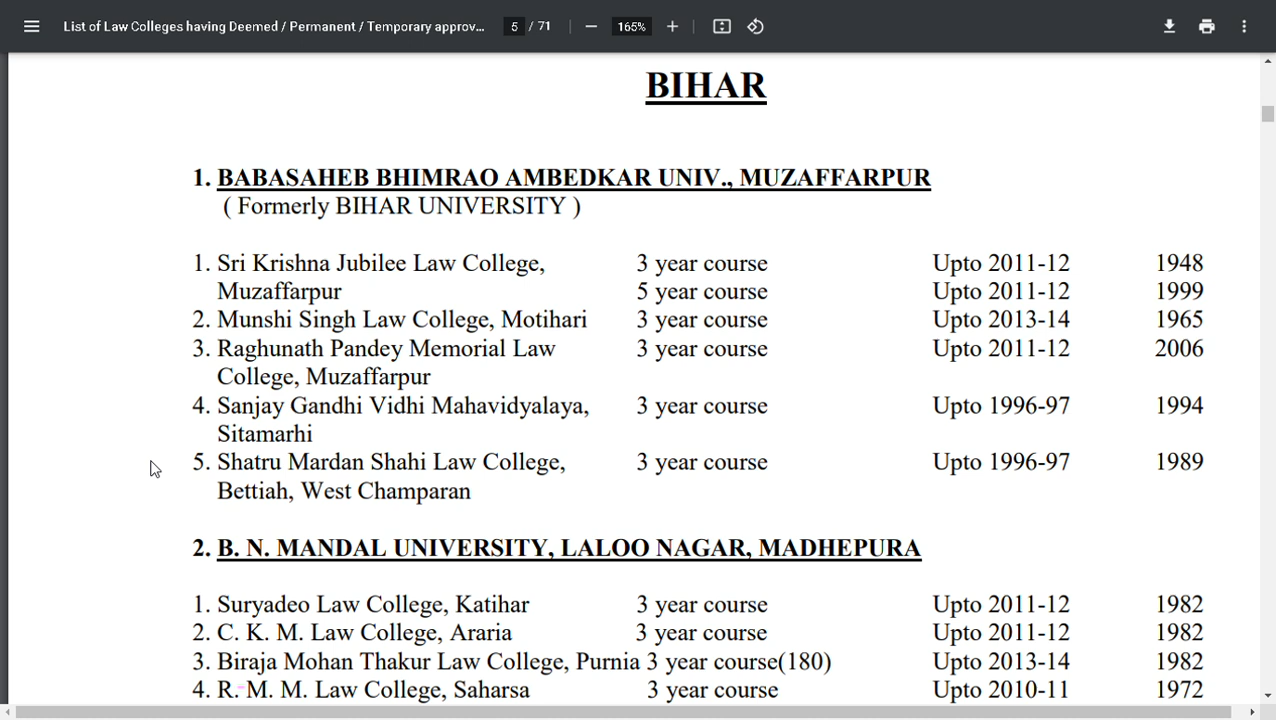 List of Law Colleges having Deemed / Permanent / Temporary approv... 5 / 71 165%
BIHAR
1. BABASAHEB BHIMRAO AMBEDKAR UNIV., MUZAFFARPUR
( Formerly BIHAR UNIVERSITY )
1. Sri Krishna Jubilee Law College, 3 year course Upto 2011-12 1948
Muzaffarpur 5 year course Upto 2011-12 1999
2. Munshi Singh Law College, Motihari 3 year course Upto 2013-14 1965
3. Raghunath Pandey Memorial Law 3 year course Upto 2011-12 2006
College, Muzaffarpur
4. Sanjay Gandhi Vidhi Mahavidyalaya, 3 year course Upto 1996-97 1994
Sitamarhi
5. Shatru Mardan Shahi Law College, 3 year course Upto 1996-97 1989
Bettiah, West Champaran
2. B. N. MANDAL UNIVERSITY, LALOO NAGAR, MADHEPURA
1. Suryadeo Law College, Katihar 3 year course Upto 2011-12 1982
2. C. K. M. Law College, Araria 3 year course Upto 2011-12 1982
3. Biraja Mohan Thakur Law College, Purnia 3 year course(180) Upto 2013-14 1982
4. R. M. M. Law College, Saharsa 3 year course Upto 2010-11 1972